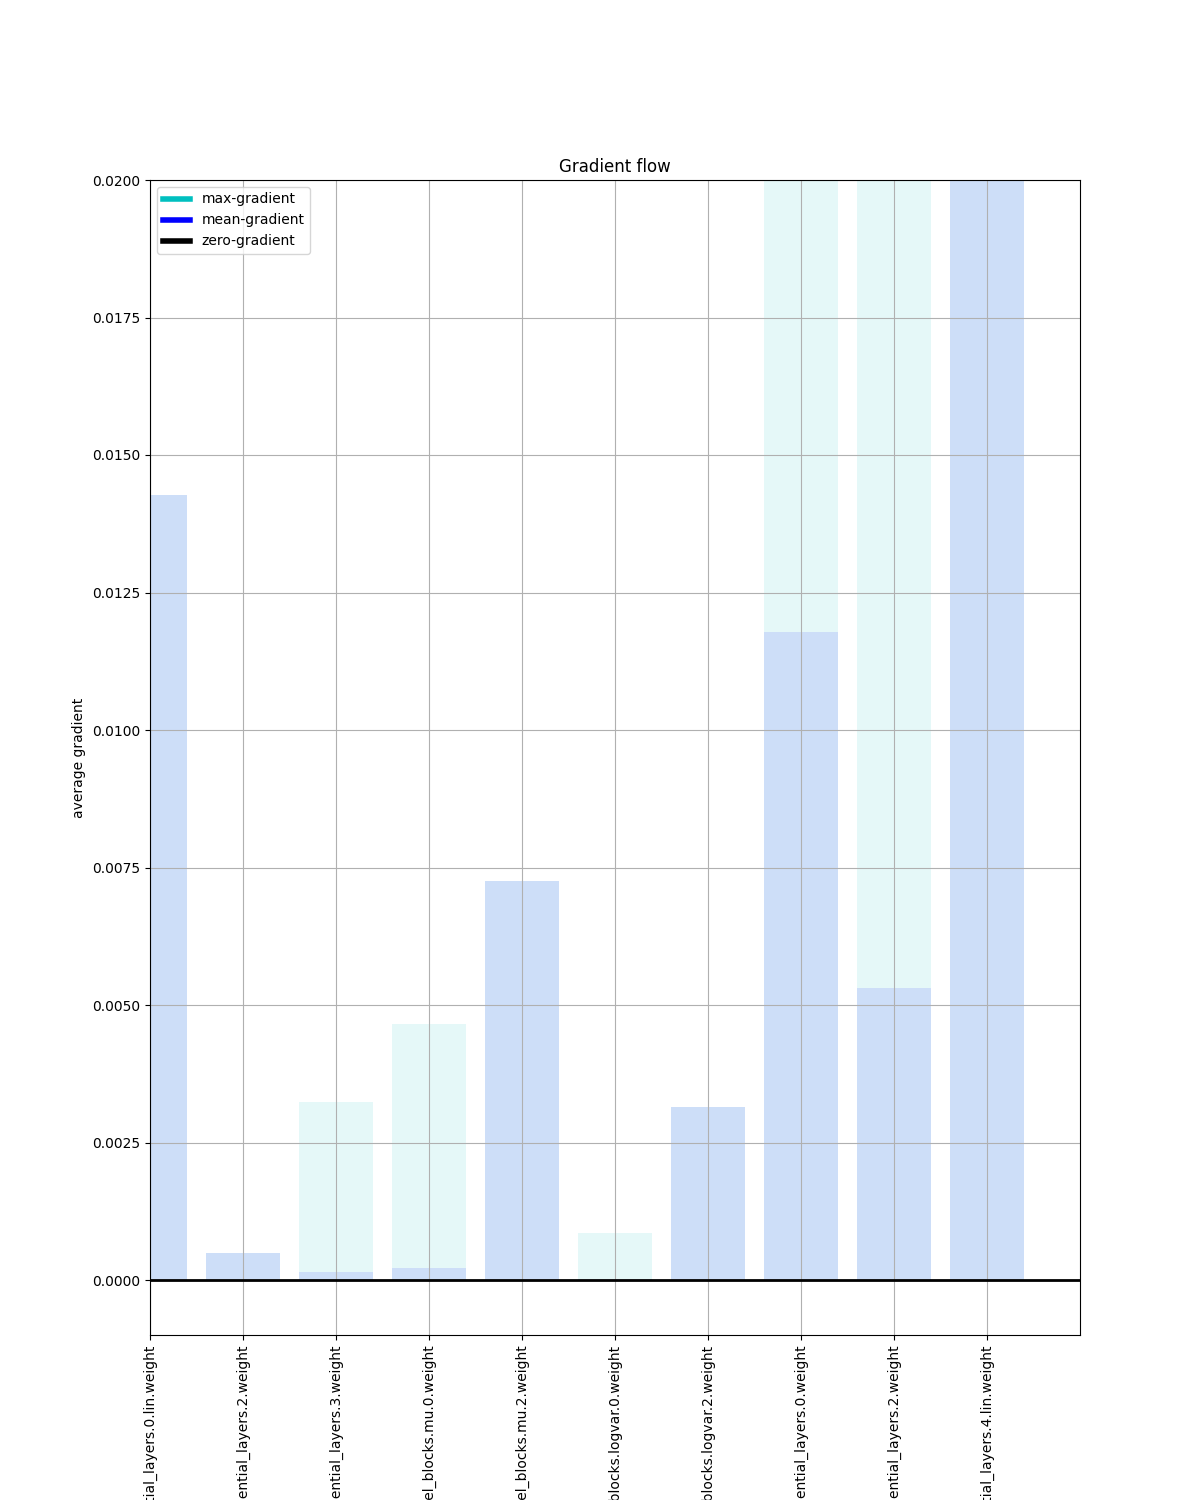 Gradient flow
max-gradient
mean-gradient
zero-gradient
average gradient
0.0200
0.0175
0.0150
0.0125
0.0100
0.0075
0.0050
0.0025
0.0000
tial_layers.0.lin.weight
ential_layers.2.weight
ential_layers.3.weight
el_blocks.mu.0.weight
el_blocks.mu.2.weight
blocks.logvar.0.weight
blocks.logvar.2.weight
ential_layers.0.weight
ential_layers.2.weight
tial_layers.4.lin.weight